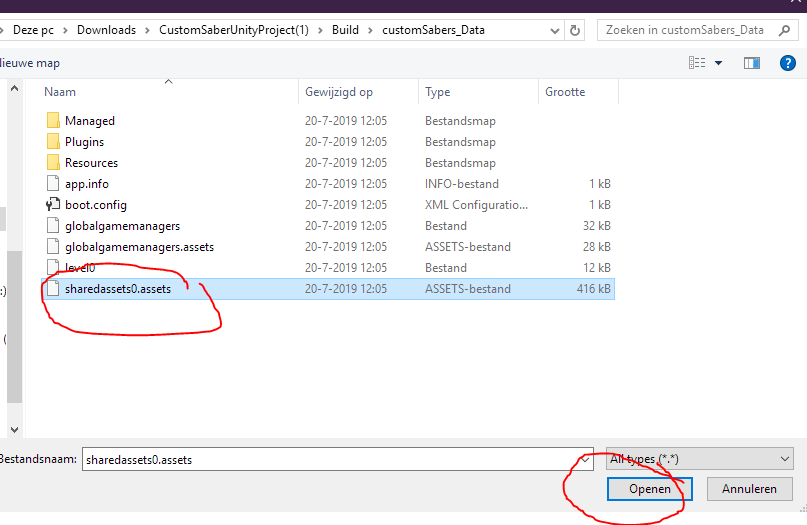 Deze pc > Downloads > CustomSaberUnityProject(1) > Build > customSabers_Data
Zoeken in customSabers_Data
Nieuwe map
Naam Gewijzigd op Type Grootte
Managed 20-7-2019 12:05 Bestandsmap
Plugins 20-7-2019 12:05 Bestandsmap
Resources 20-7-2019 12:05 Bestandsmap
app.info 20-7-2019 12:05 INFO-bestand 1 kB
boot.config 20-7-2019 12:05 XML Configuratio... 1 kB
globalgamemanagers 20-7-2019 12:05 Bestand 32 kB
globalgamemanagers.assets 20-7-2019 12:05 ASSETS-bestand 28 kB
level0 20-7-2019 12:05 Bestand 12 kB
:)
sharedassets0.assets 20-7-2019 12:05 ASSETS-bestand 416 kB
(
Bestandsnaam: sharedassets0.assets All types (*.*)
Openen Annuleren